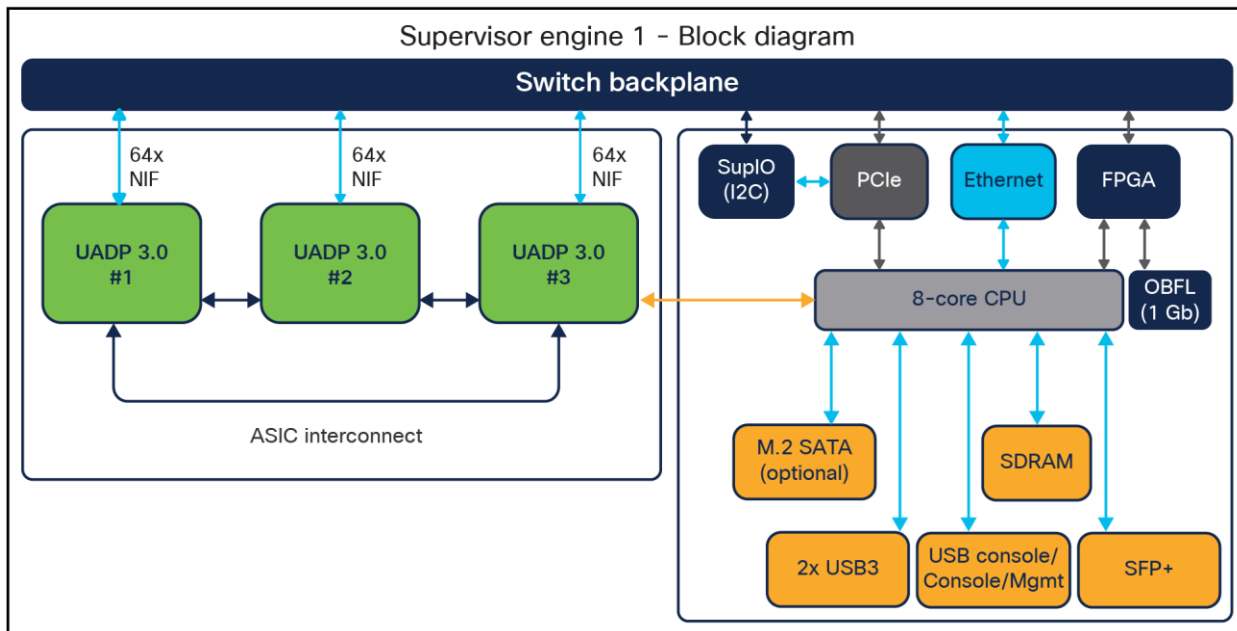 Supervisor engine 1 - Block diagram
Switch backplane
64x
NIF
64x
NIF
64x
NIF
SupIO
(I2C)
PCIe
Ethernet
FPGA
UADP 3.0
#1
UADP 3.0
#2
UADP 3.0
#3
8-core CPU
OBFL
(1 Gb)
ASIC interconnect
M.2 SATA
(optional)
SDRAM
2x USB3
USB console/
Console/Mgmt
SFP+